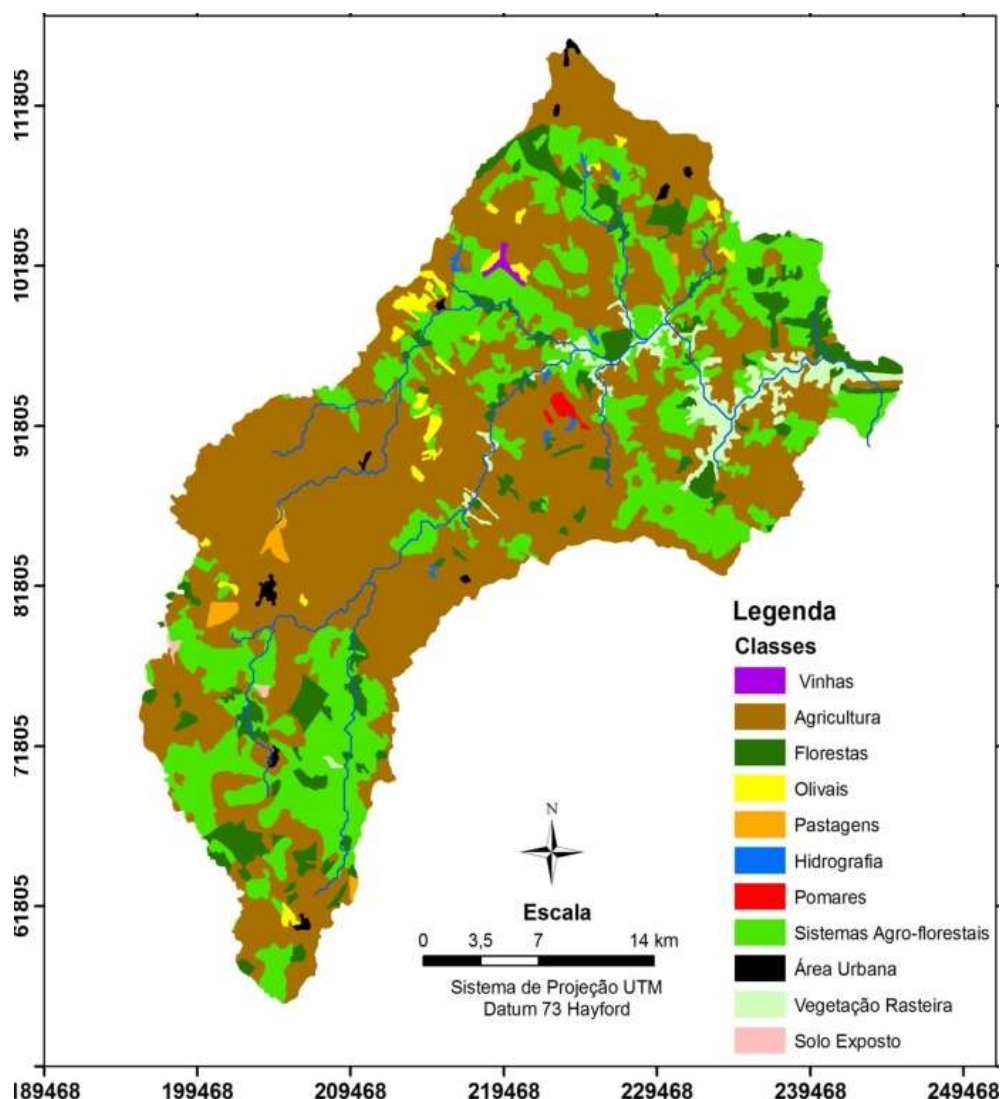 111805
101805
91805
81805
71805
61805
Legenda
Classes
Vinhas
Agricultura
Florestas
Olivais
Pastagens
Hidrografia
Pomares
Sistemas Agro-florestais
Área Urbana
Vegetação Rasteira
Solo Exposto
N
Escala
0 3,5 7 14 km
Sistema de Projeção UTM
Datum 73 Hayford
189468 199468 209468 219468 229468 239468 249468